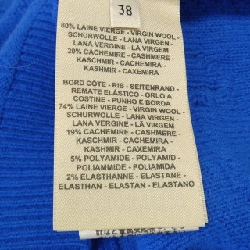 38
80% LAINE VIERGE - VIRGIN WOOL -
SCHURWOLLE - LANA VERGINE -
LANA VIRGEN - LÃ VIRGEM
20% CACHEMIRE - CASHMERE -
KASCHMIR - CACHEMIRA -
KASHMIR - CAXEMIRA
BORD CÔTE - RIB - SEITENRAND -
REMATE ELÁSTICO - ORLO A
COSTINE - PUNHO E BORDA
74% LAINE VIERGE - VIRGIN WOOL -
SCHURWOLLE - LANA VIRGEN -
LANA VERGINE - LÃ VIRGEM
19% CACHEMIRE - CASHMERE -
KASCHMIR - CACHEMIRA -
KASHMIR - CAXEMIRA
5% POLYAMIDE - POLYAMID -
POLIAMMIDE - POLIAMIDA
2% ELASTHANNE - ELASTANE -
ELASTHAN - ELASTAN - ELASTANO